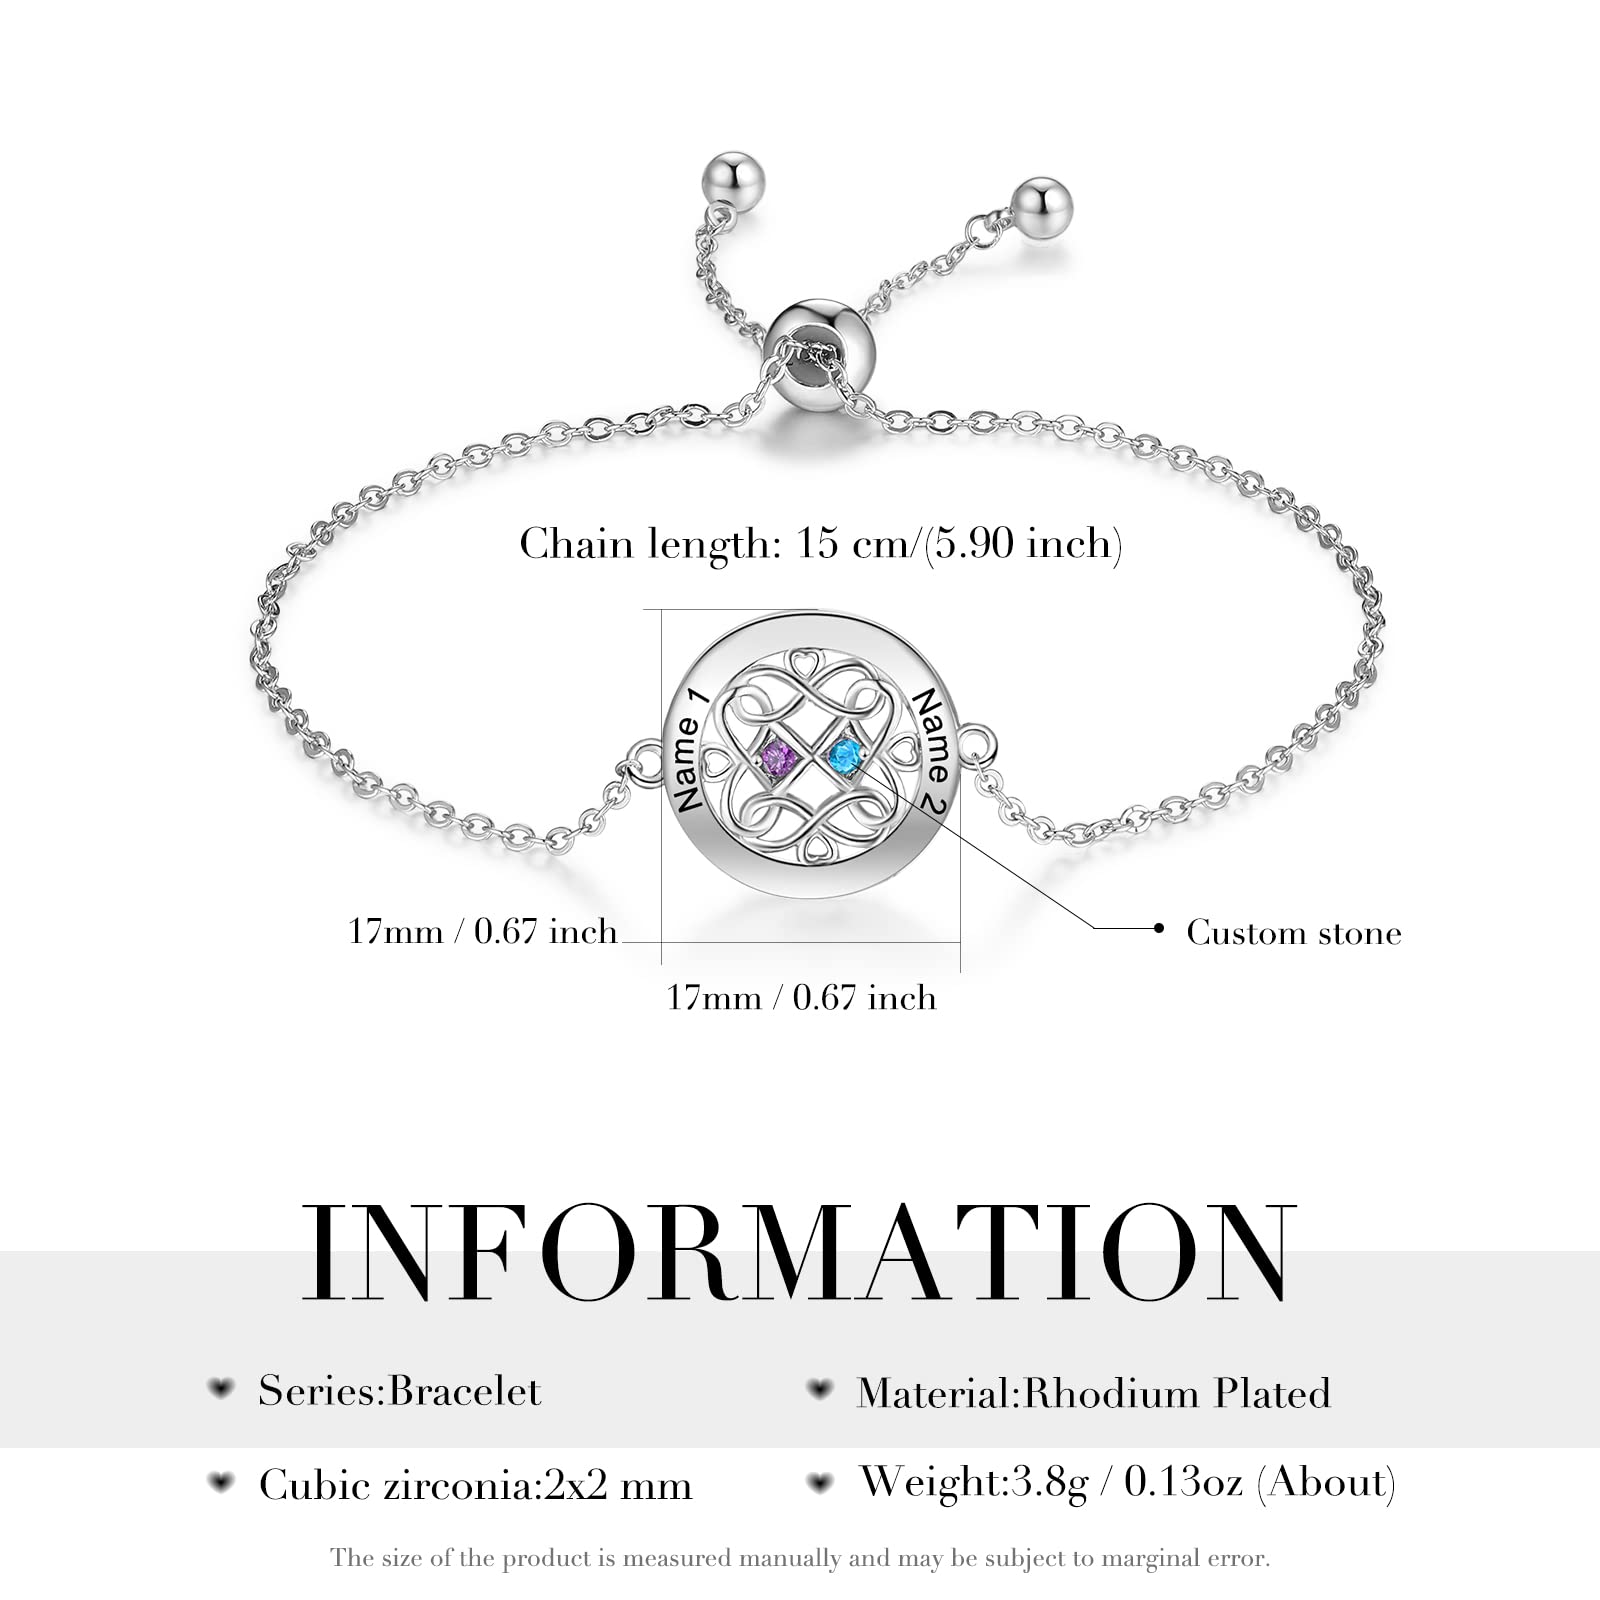 Chain length: 15 cm/(5.90 inch)
Name 1
Name 2
17mm / 0.67 inch
Custom stone
17mm / 0.67 inch
INFORMATION
Series:Bracelet
Material:Rhodium Plated
Cubic zirconia:2x2 mm
Weight:3.8g / 0.13oz (About)
The size of the product is measured manually and may be subject to marginal error.